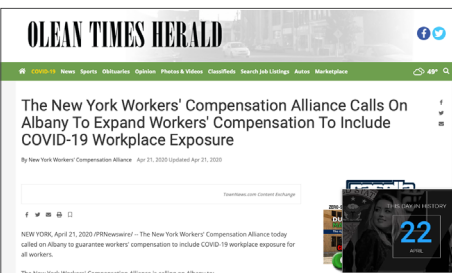 OLEAN TIMES HERALD
COVID-19 News Sports Obituaries Opinion Photos & Videos Classifieds Search Job Listings Autos Marketplace
49°
The New York Workers' Compensation Alliance Calls On
Albany To Expand Workers' Compensation To Include
COVID-19 Workplace Exposure
By New York Workers' Compensation Alliance Apr 21, 2020 Updated Apr 21, 2020
TownNews.com Content Exchange
NEW YORK, April 21, 2020 /PRNewswire/ -- The New York Workers' Compensation Alliance today
called on Albany to guarantee workers' compensation to include COVID-19 workplace exposure for
all workers.
THIS DAY IN HISTORY
22
APRIL